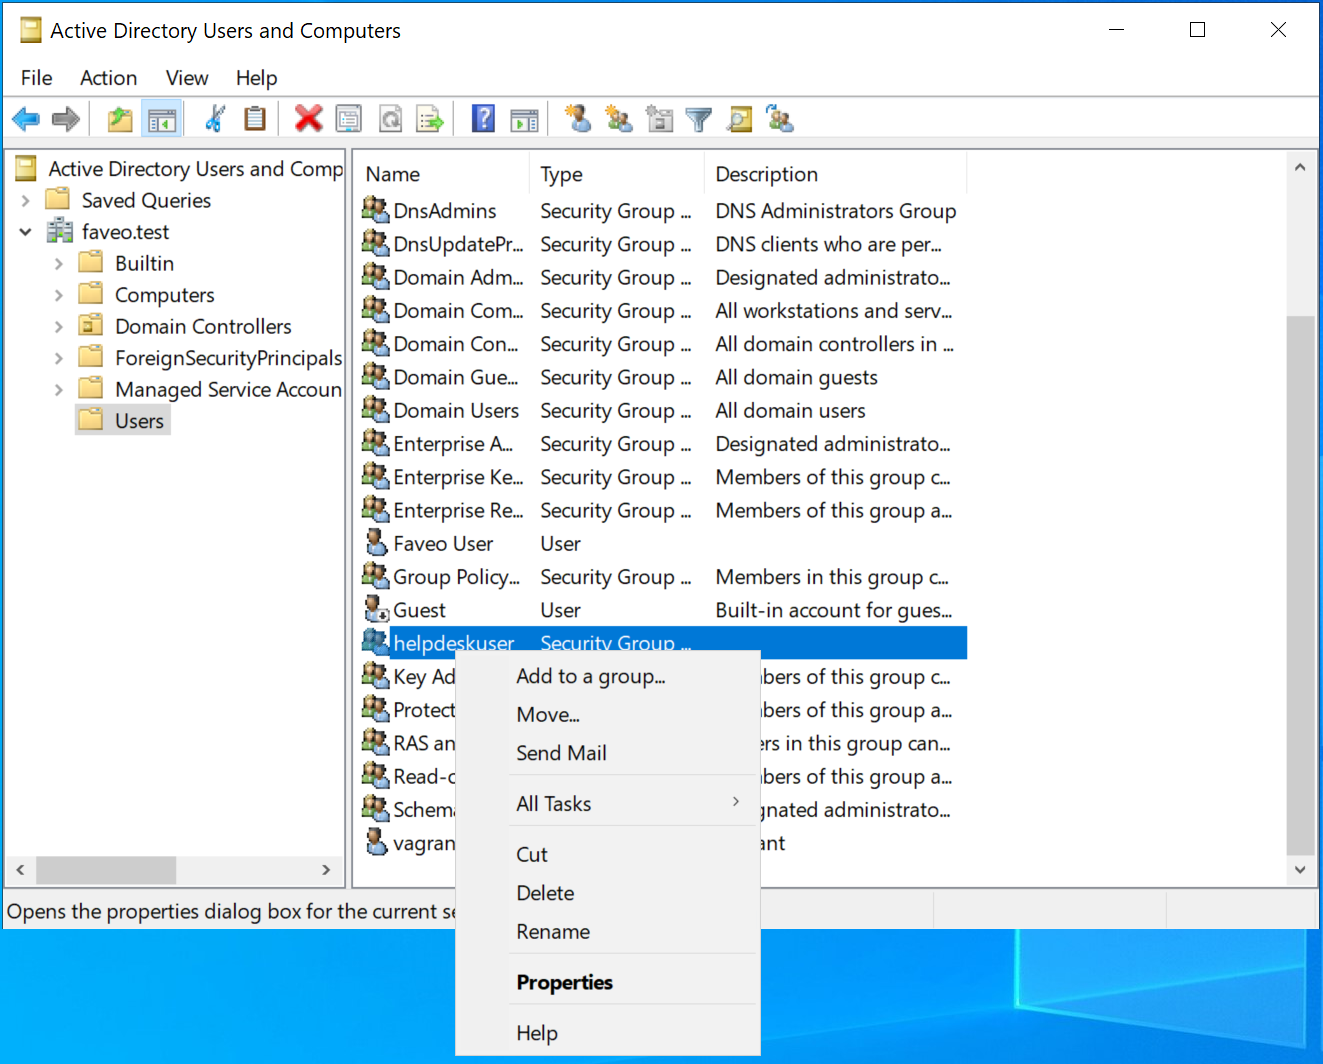 Active Directory Users and Computers
File Action View Help
Active Directory Users and Comp
Saved Queries
faveo.test
Builtin
Computers
Domain Controllers
ForeignSecurityPrincipals
Managed Service Accoun
Users
Name Type Description
DnsAdmins Security Group ... DNS Administrators Group
DnsUpdatePr... Security Group ... DNS clients who are per...
Domain Adm... Security Group ... Designated administrato...
Domain Com... Security Group ... All workstations and serv...
Domain Con... Security Group ... All domain controllers in ...
Domain Gue... Security Group ... All domain guests
Domain Users Security Group ... All domain users
Enterprise A... Security Group ... Designated administrato...
Enterprise Ke... Security Group ... Members of this group c...
Enterprise Re... Security Group ... Members of this group a...
Faveo User User
Group Policy... Security Group ... Members in this group c...
Guest User Built-in account for gues...
helpdeskuser Security Group ...
Key Ad bers of this group c...
Protect bers of this group a...
RAS an ers in this group can...
Read-c bers of this group a...
Schema gnated administrato...
vagran ant
Add to a group...
Move...
Send Mail
All Tasks
Cut
Delete
Rename
Properties
Help
Opens the properties dialog box for the current se